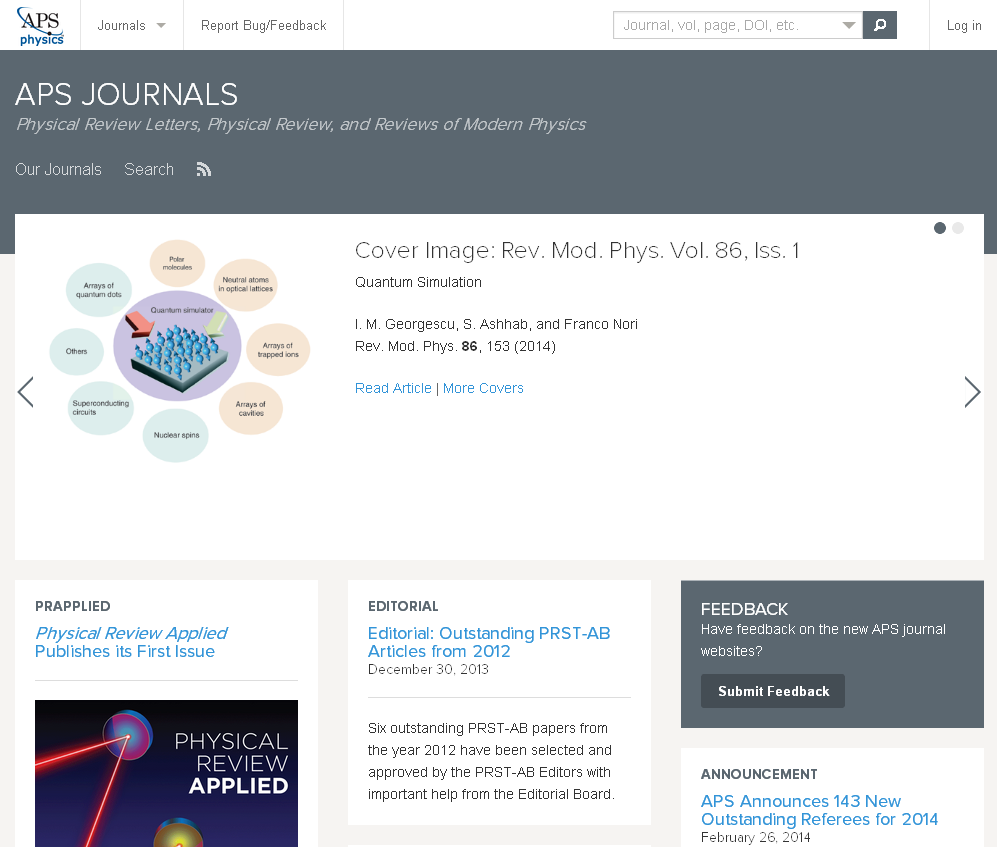 APS
physics
Journals
Report Bug/Feedback
Journal, vol, page, DOI, etc.
Log in
APS JOURNALS
Physical Review Letters, Physical Review, and Reviews of Modern Physics
Our Journals
Search
Cover Image: Rev. Mod. Phys. Vol. 86, Iss. 1
Quantum Simulation
I. M. Georgescu, S. Ashhab, and Franco Nori
Rev. Mod. Phys. 86, 153 (2014)
Read Article | More Covers
Polar
molecules
Neutral atoms
in optical lattices
Arrays of
quantum dots
Quantum simulator
Others
Arrays of
trapped ions
Superconducting
circuits
Arrays of
cavities
Nuclear spins
PRAPPLIED
Physical Review Applied
Publishes its First Issue
PHYSICAL
REVIEW
APPLIED
EDITORIAL
Editorial: Outstanding PRST-AB
Articles from 2012
December 30, 2013
Six outstanding PRST-AB papers from
the year 2012 have been selected and
approved by the PRST-AB Editors with
important help from the Editorial Board.
FEEDBACK
Have feedback on the new APS journal
websites?
Submit Feedback
ANNOUNCEMENT
APS Announces 143 New
Outstanding Referees for 2014
February 26, 2014